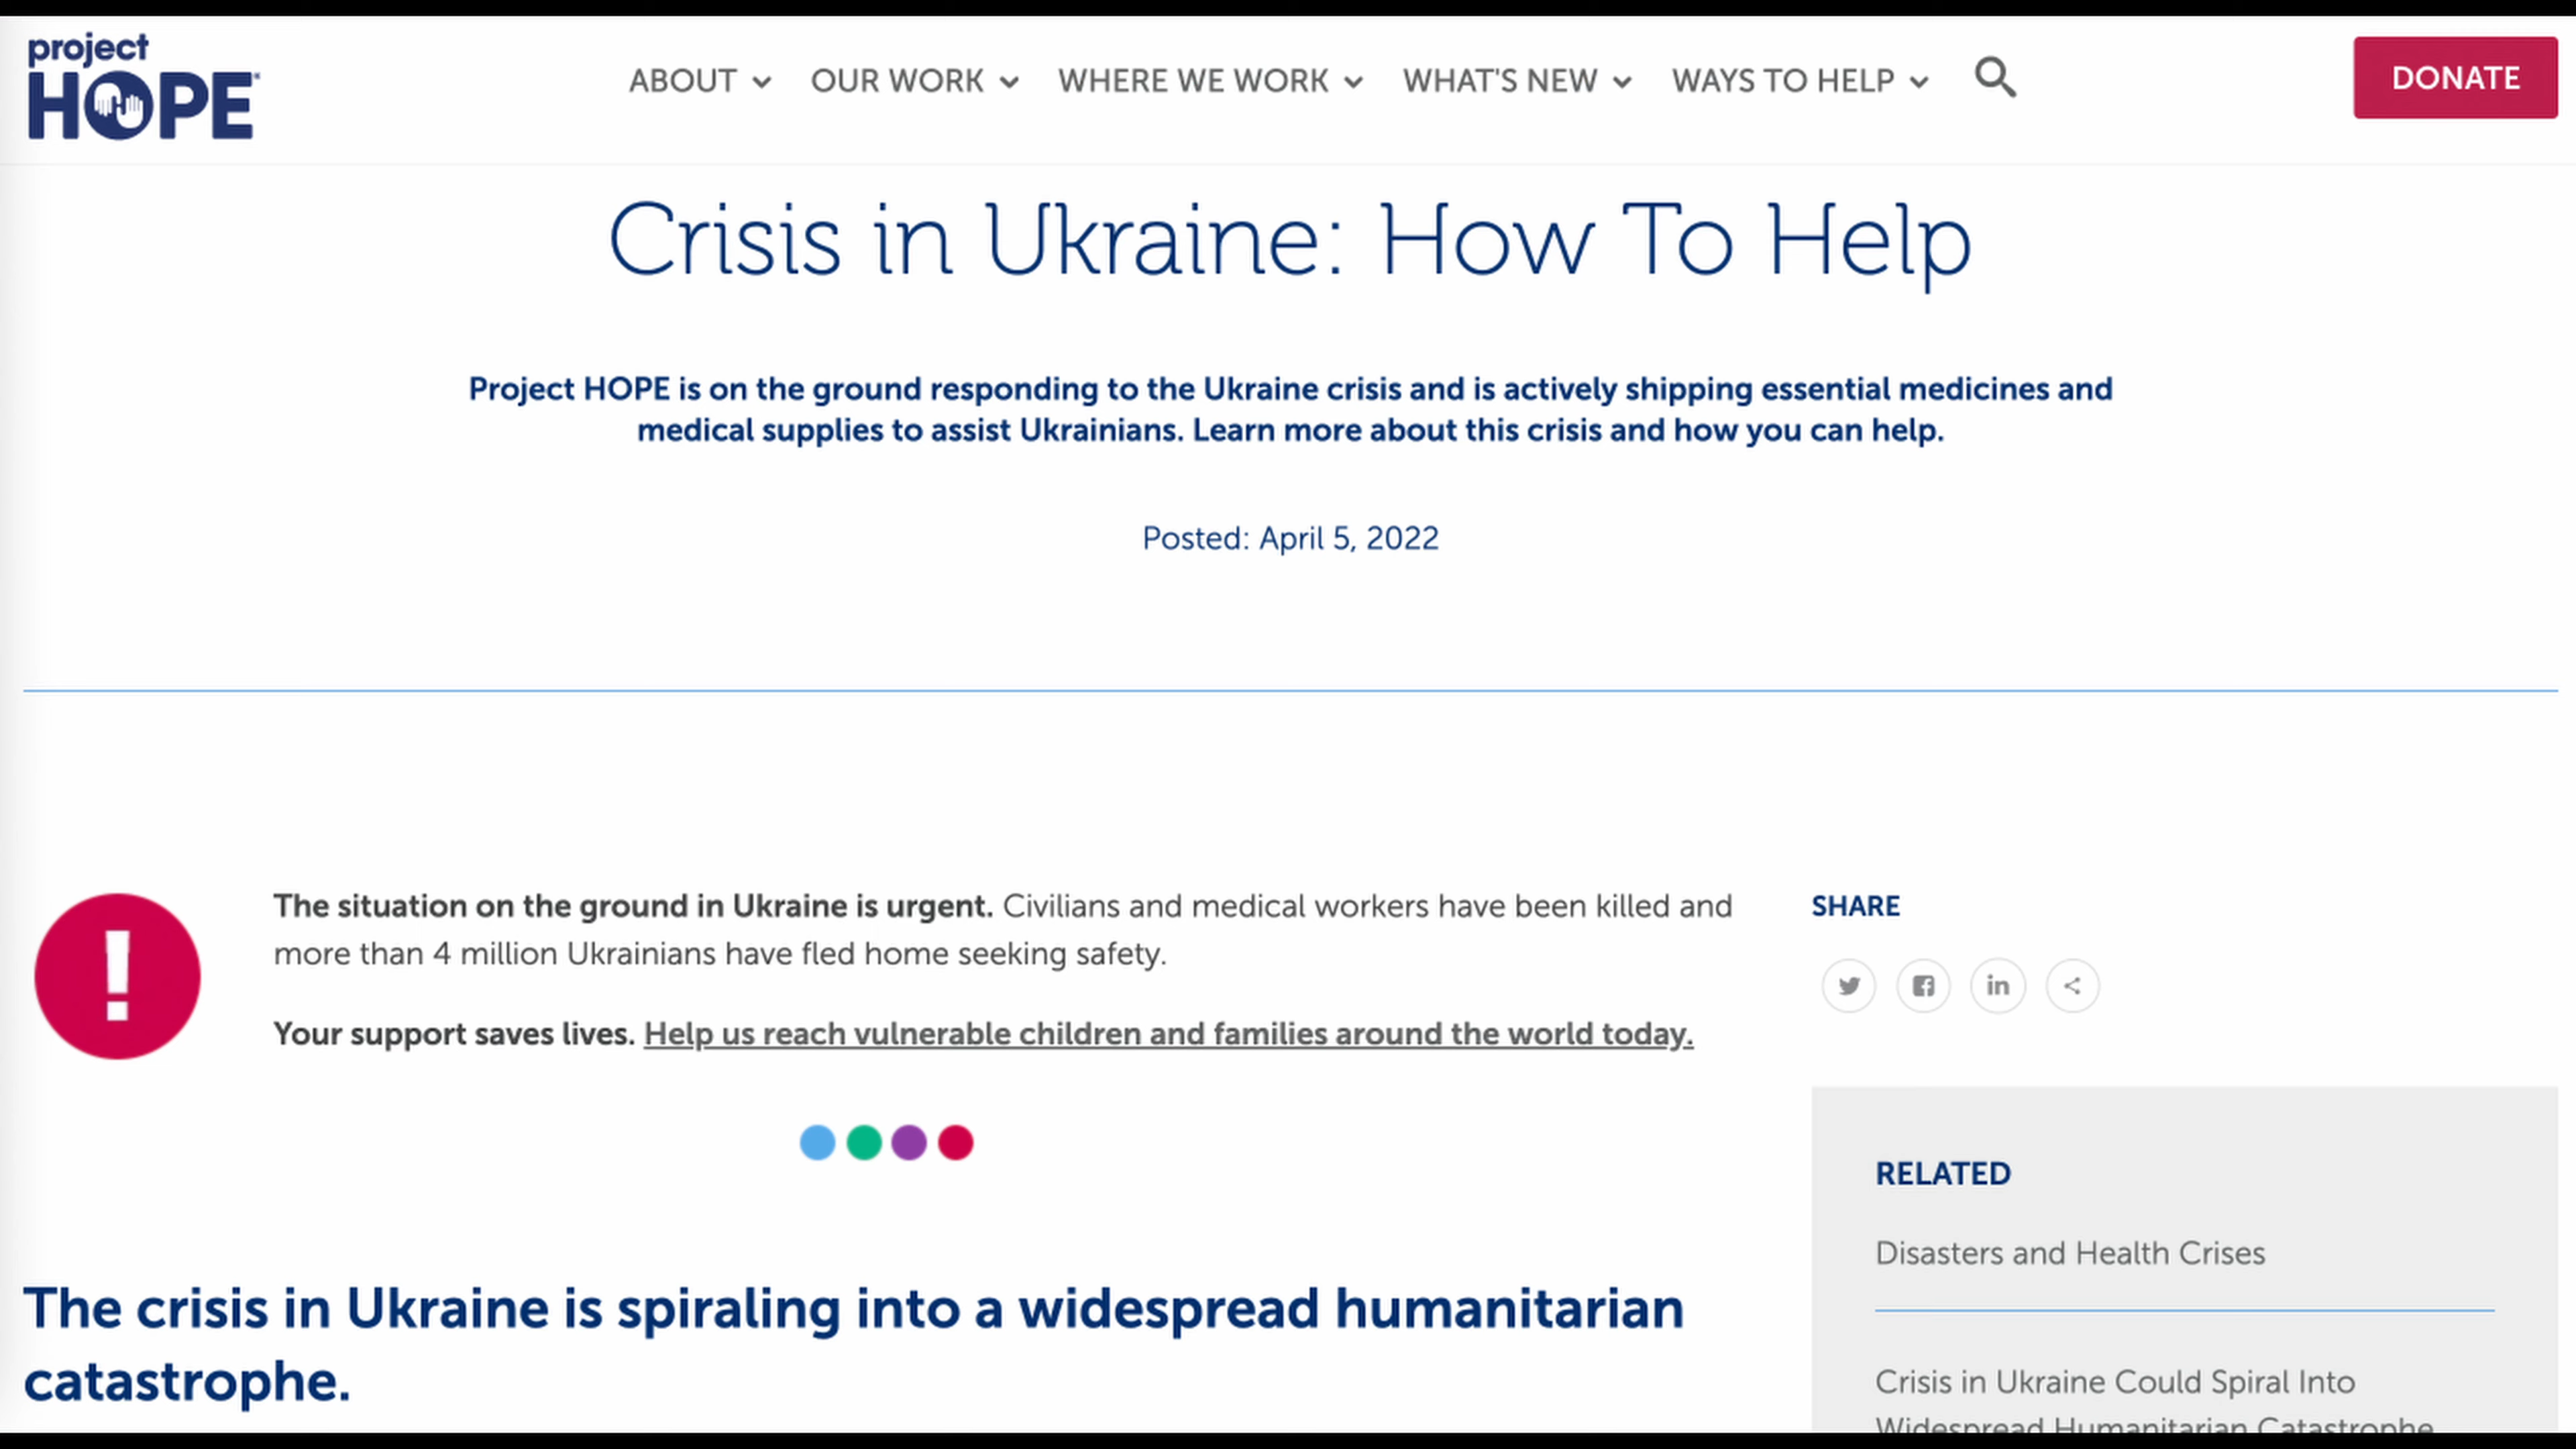 project
HOPE
ABOUT
OUR WORK
WHERE WE WORK
WHAT'S NEW
WAYS TO HELP
DONATE
Crisis in Ukraine: How To Help
Project HOPE is on the ground responding to the Ukraine crisis and is actively shipping essential medicines and
medical supplies to assist Ukrainians. Learn more about this crisis and how you can help.
Posted: April 5, 2022
The situation on the ground in Ukraine is urgent. Civilians and medical workers have been killed and
more than 4 million Ukrainians have fled home seeking safety.
Your support saves lives. Help us reach vulnerable children and families around the world today.
The crisis in Ukraine is spiraling into a widespread humanitarian
catastrophe.
SHARE
RELATED
Disasters and Health Crises
Crisis in Ukraine Could Spiral Into
Widespread Humanitarian Catastrophe